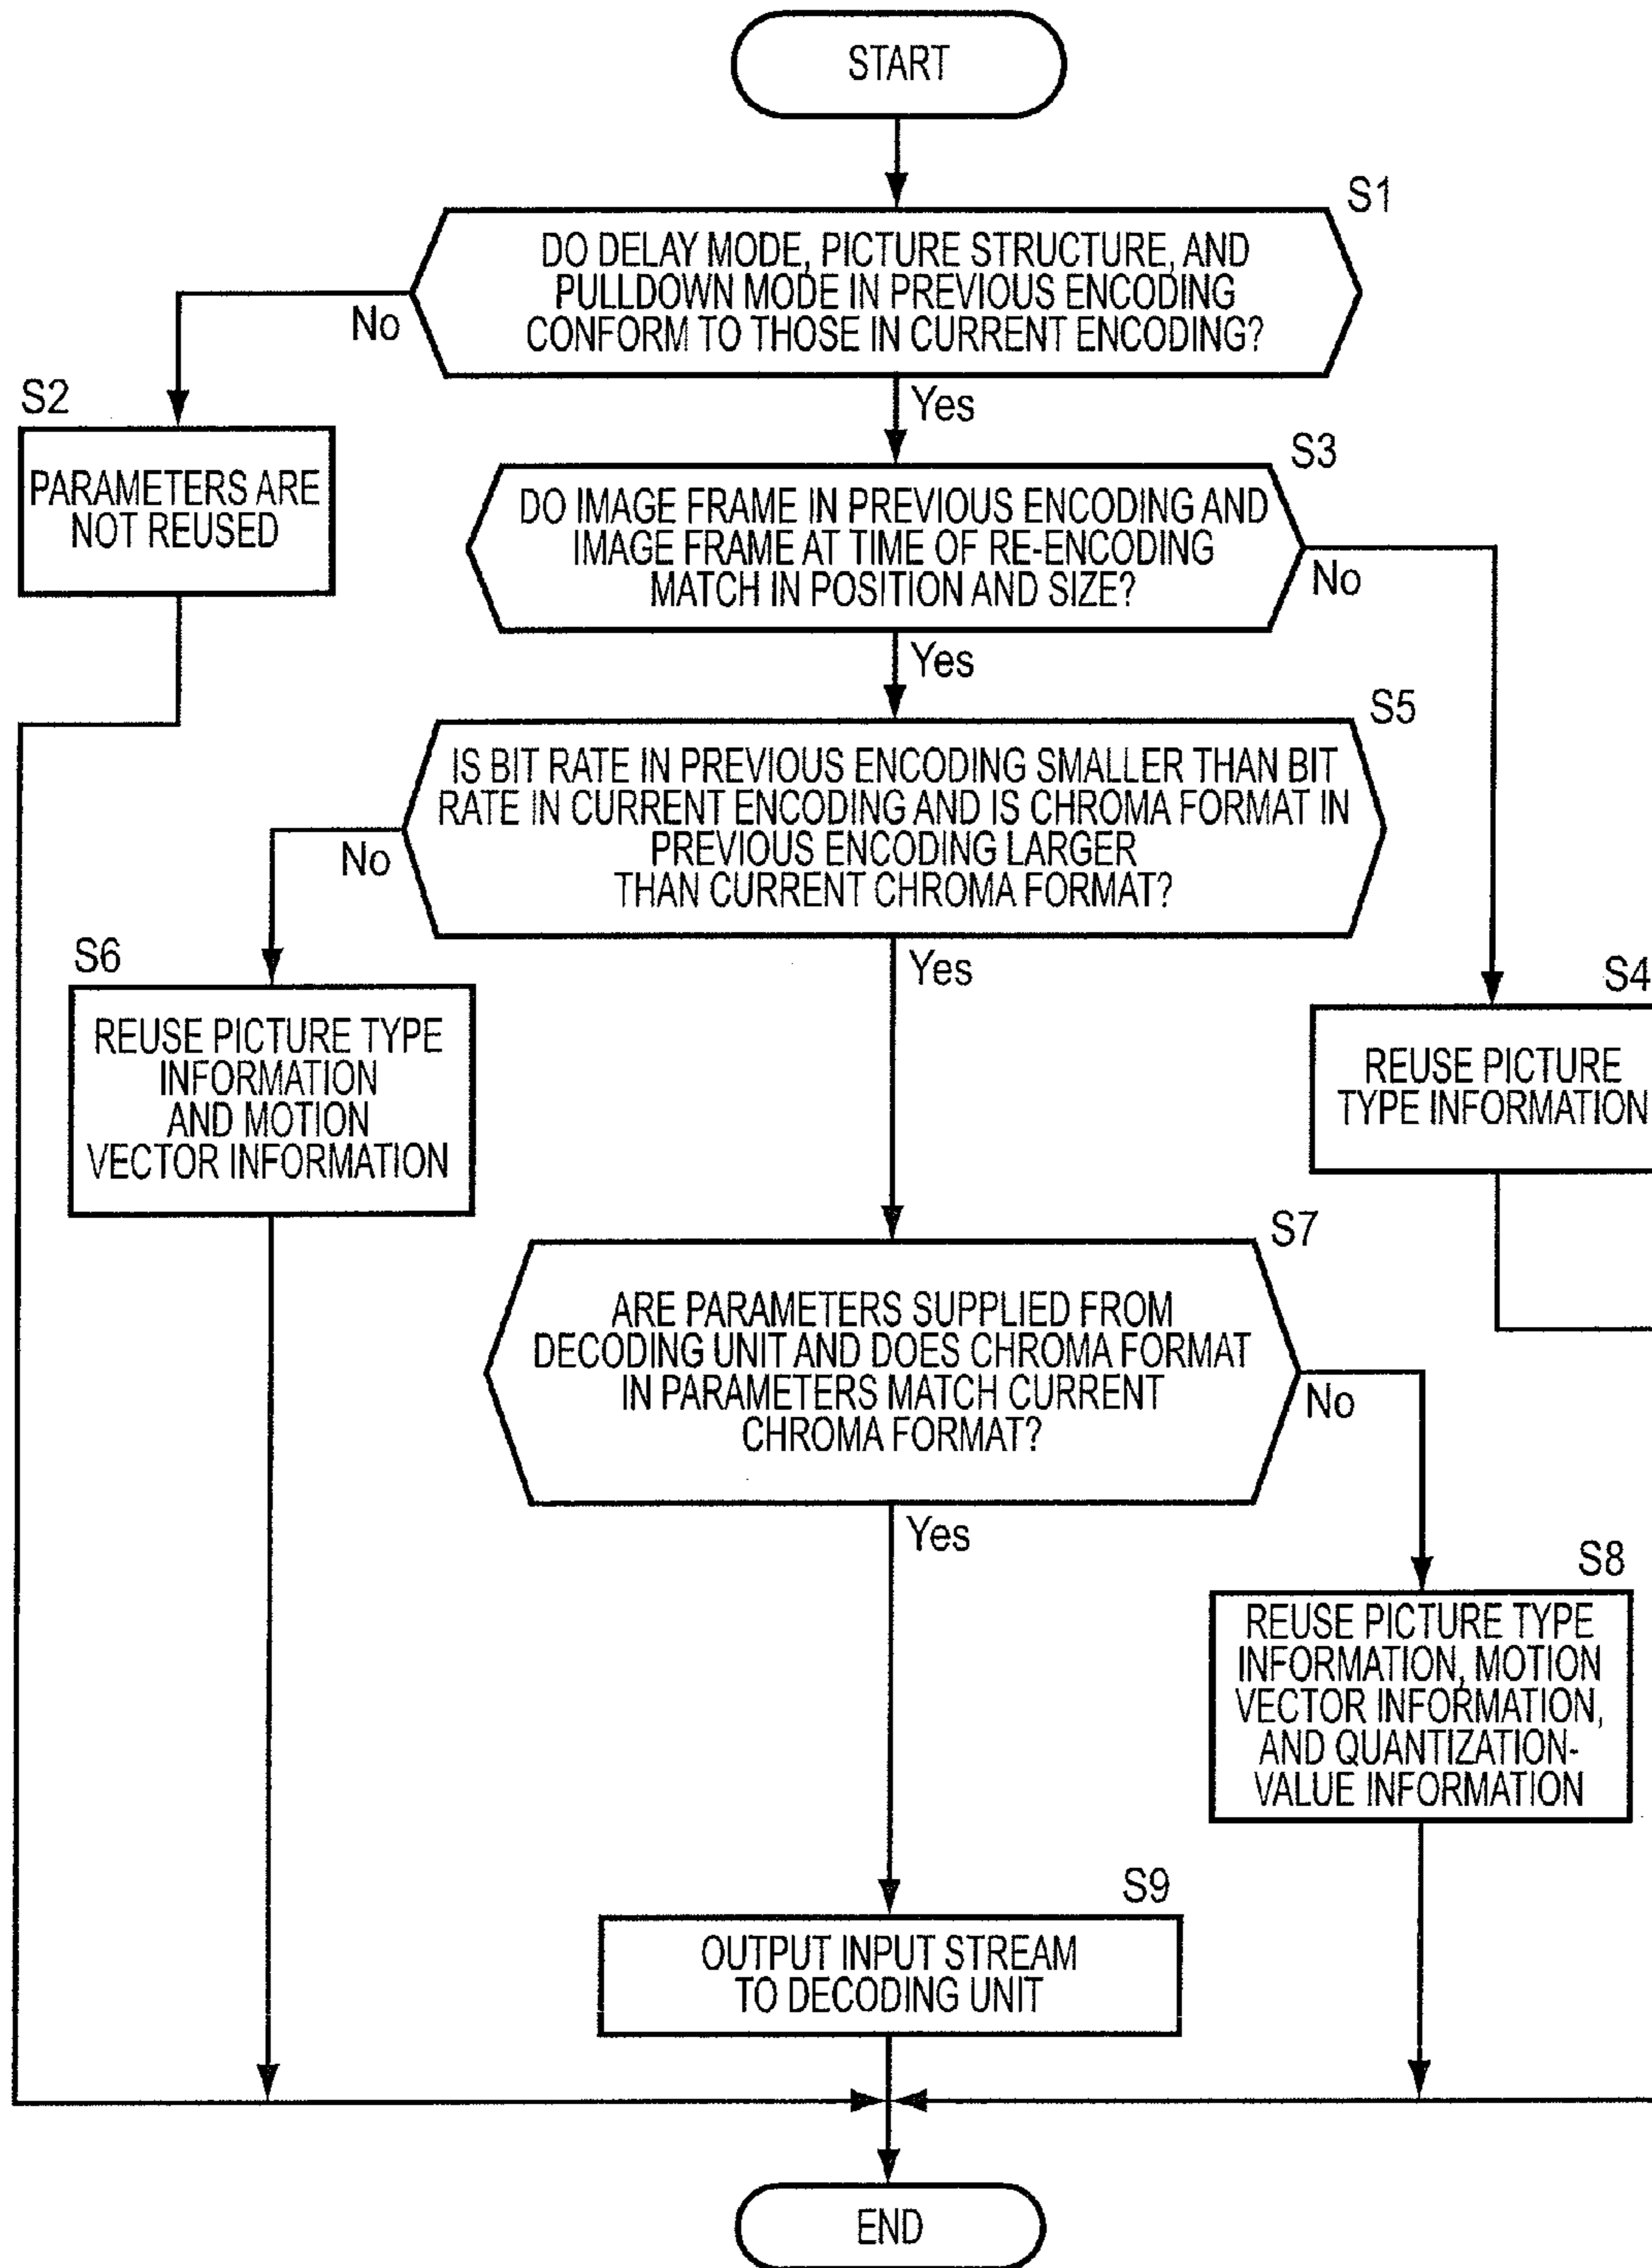 START
S1
DO DELAY MODE, PICTURE STRUCTURE, AND
PULLDOWN MODE IN PREVIOUS ENCODING
CONFORM TO THOSE IN CURRENT ENCODING?
No
Yes
S2
PARAMETERS ARE
NOT REUSED
S3
DO IMAGE FRAME IN PREVIOUS ENCODING AND
IMAGE FRAME AT TIME OF RE-ENCODING
MATCH IN POSITION AND SIZE?
No
Yes
S5
IS BIT RATE IN PREVIOUS ENCODING SMALLER THAN BIT
RATE IN CURRENT ENCODING AND IS CHROMA FORMAT IN
PREVIOUS ENCODING LARGER
THAN CURRENT CHROMA FORMAT?
No
Yes
S6
REUSE PICTURE TYPE
INFORMATION
AND MOTION
VECTOR INFORMATION
S4
REUSE PICTURE
TYPE INFORMATION
S7
ARE PARAMETERS SUPPLIED FROM
DECODING UNIT AND DOES CHROMA FORMAT
IN PARAMETERS MATCH CURRENT
CHROMA FORMAT?
No
Yes
S8
REUSE PICTURE TYPE
INFORMATION, MOTION
VECTOR INFORMATION,
AND QUANTIZATION-
VALUE INFORMATION
S9
OUTPUT INPUT STREAM
TO DECODING UNIT
END